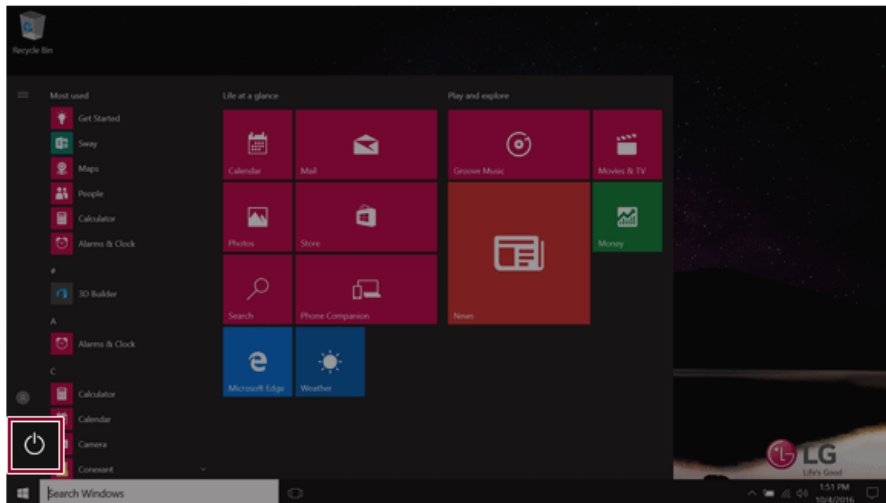 Recycle Bin
Most used
Get Started
Sway
Maps
People
Calculator
Alarms & Clock
#
3D Builder
A
Alarms & Clock
C
Calculator
Calendar
Camera
Conexant
Life at a glance
Calendar
Mail
Photos
Store
Search
Phone Companion
Microsoft Edge
Weather
Play and explore
Groove Music
Movies & TV
News
Money
LG
Life's Good
Search Windows
1:51 PM
10/4/2016